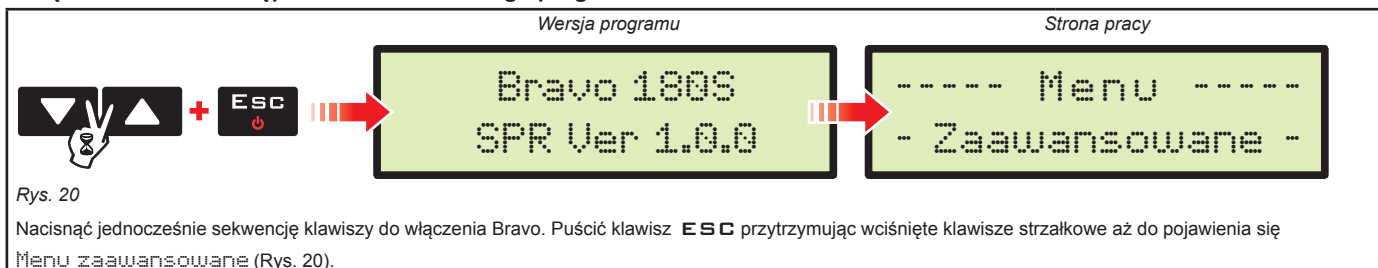 Wersja programu
Strona pracy
Esc
Bravo 180S
SPR Ver 1.0.0
----- Menu -----
- Zaawansowane -
Rys. 20
Nacisnąć jednocześnie sekwencję klawiszy do włączenia Bravo. Puścić klawisz ESC przytrzymując wciśnięte klawisze strzałkowe aż do pojawienia się
Menu zaawansowane (Rys. 20).